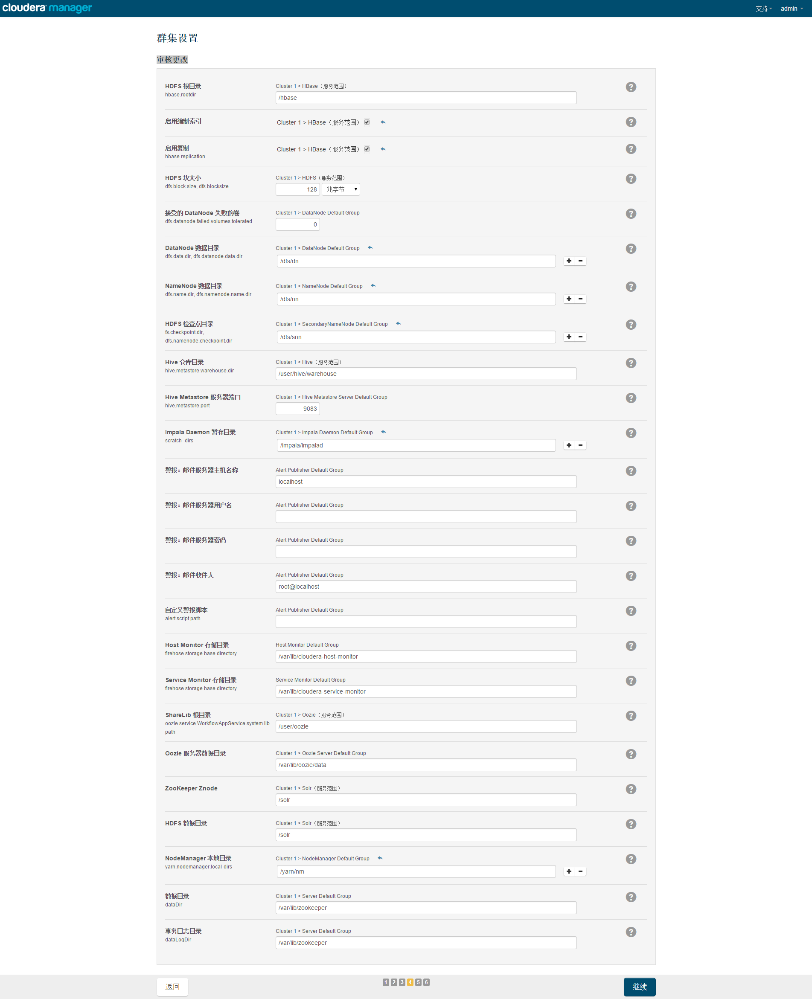 cloudera manager
支持 admin
群集设置
审核更改
HDFS 根目录
hbase.rootdir
Cluster 1 > HBase（服务范围）
/hbase
启用编制索引
Cluster 1 > HBase（服务范围）
启用复制
hbase.replication
Cluster 1 > HBase（服务范围）
HDFS 块大小
dfs.block.size, dfs.blocksize
Cluster 1 > HDFS（服务范围）
128 兆字节
接受的 DataNode 失败的卷
dfs.datanode.failed.volumes.tolerated
Cluster 1 > DataNode Default Group
0
DataNode 数据目录
dfs.data.dir, dfs.datanode.data.dir
Cluster 1 > DataNode Default Group
/dfs/dn
NameNode 数据目录
dfs.name.dir, dfs.namenode.name.dir
Cluster 1 > NameNode Default Group
/dfs/nn
HDFS 检查点目录
fs.checkpoint.dir,
dfs.namenode.checkpoint.dir
Cluster 1 > SecondaryNameNode Default Group
/dfs/snn
Hive 仓库目录
hive.metastore.warehouse.dir
Cluster 1 > Hive（服务范围）
/user/hive/warehouse
Hive Metastore 服务器端口
hive.metastore.port
Cluster 1 > Hive Metastore Server Default Group
9083
Impala Daemon 暂存目录
scratch_dirs
Cluster 1 > Impala Daemon Default Group
/impala/impalad
警报：邮件服务器主机名称
Alert Publisher Default Group
localhost
警报：邮件服务器用户名
Alert Publisher Default Group
警报：邮件服务器密码
Alert Publisher Default Group
警报：邮件收件人
Alert Publisher Default Group
root@localhost
自定义警报脚本
alert.script.path
Alert Publisher Default Group
Host Monitor 存储目录
firehose.storage.base.directory
Host Monitor Default Group
/var/lib/cloudera-host-monitor
Service Monitor 存储目录
firehose.storage.base.directory
Service Monitor Default Group
/var/lib/cloudera-service-monitor
ShareLib 根目录
oozie.service.WorkflowAppService.system.lib
path
Cluster 1 > Oozie（服务范围）
/user/oozie
Oozie 服务器数据目录
Cluster 1 > Oozie Server Default Group
/var/lib/oozie/data
ZooKeeper Znode
Cluster 1 > Solr（服务范围）
/solr
HDFS 数据目录
Cluster 1 > Solr（服务范围）
/solr
NodeManager 本地目录
yarn.nodemanager.local-dirs
Cluster 1 > NodeManager Default Group
/yarn/nm
数据目录
dataDir
Cluster 1 > Server Default Group
/var/lib/zookeeper
事务日志目录
dataLogDir
Cluster 1 > Server Default Group
/var/lib/zookeeper
返回 1 2 3 4 5 6 继续